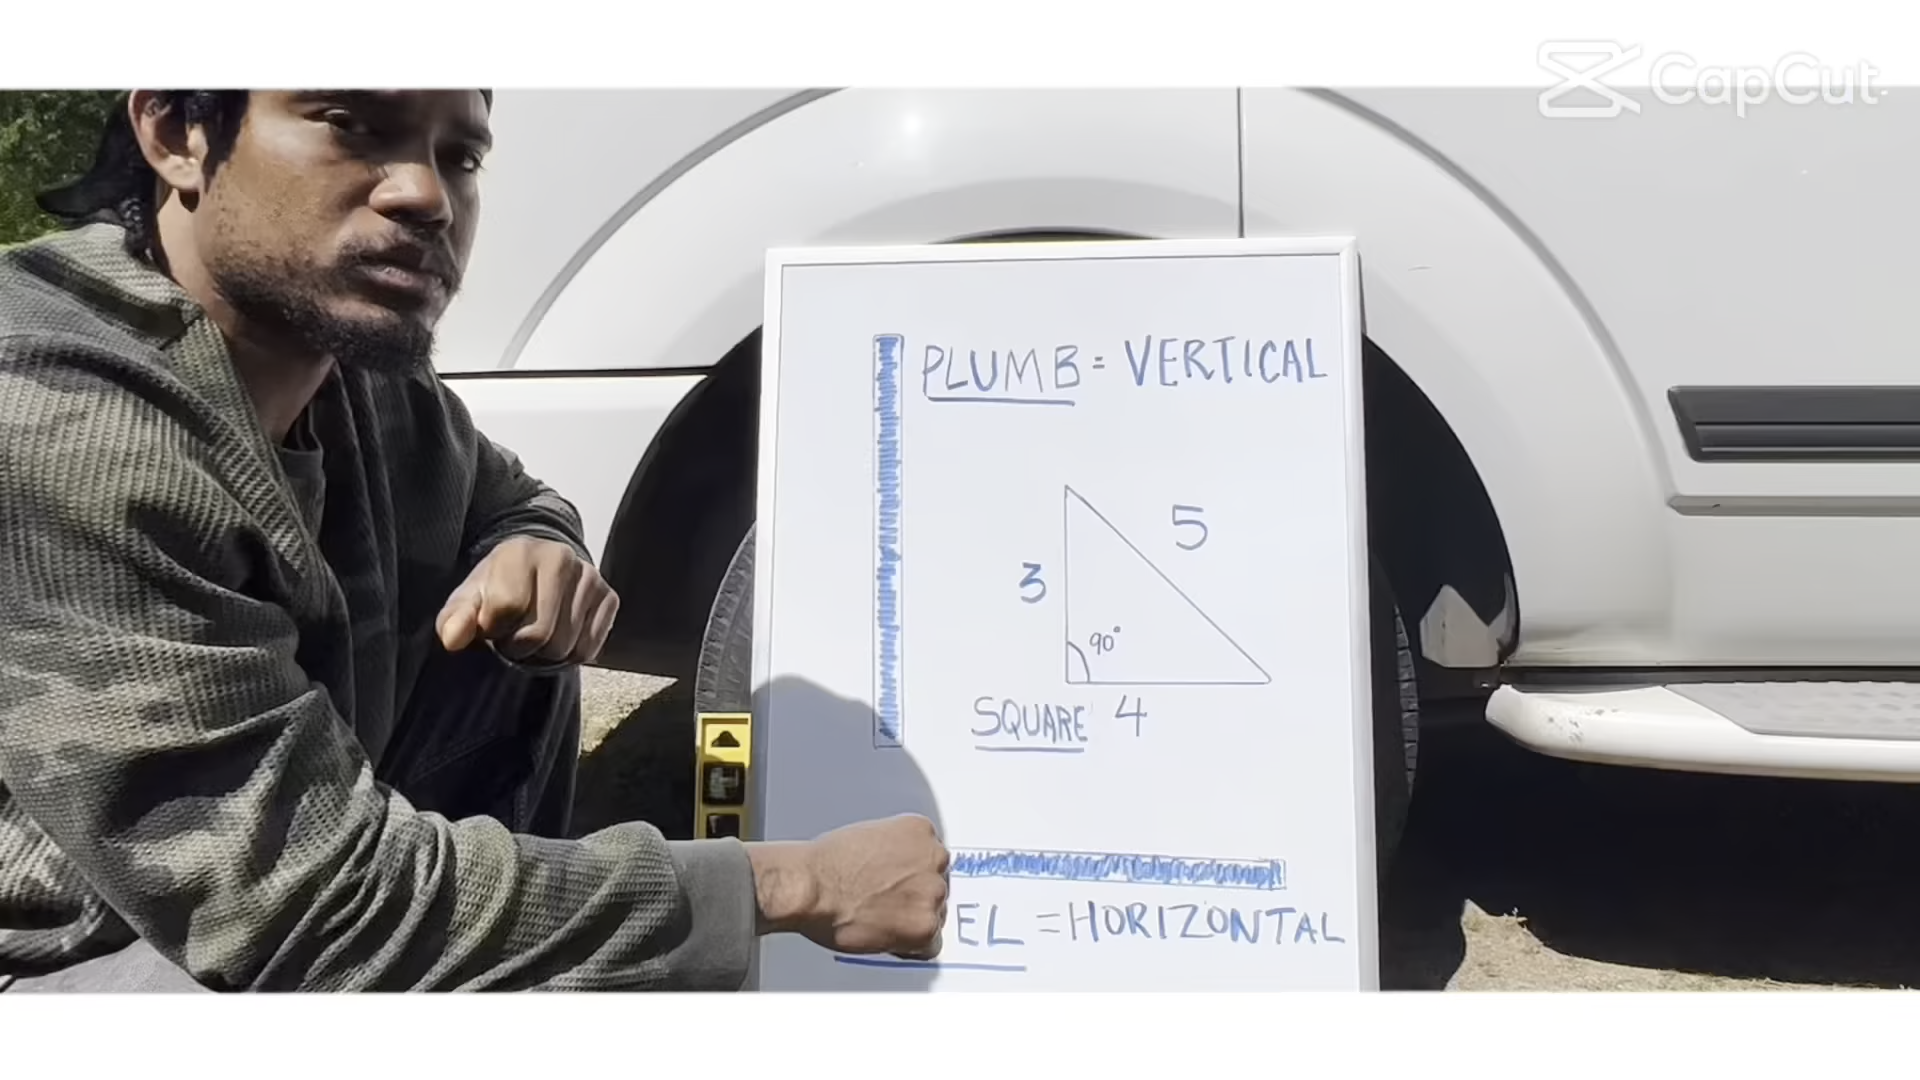 CapCut
PLUMB = VERTICAL
5
3
90°
SQUARE 4
EL = HORIZONTAL